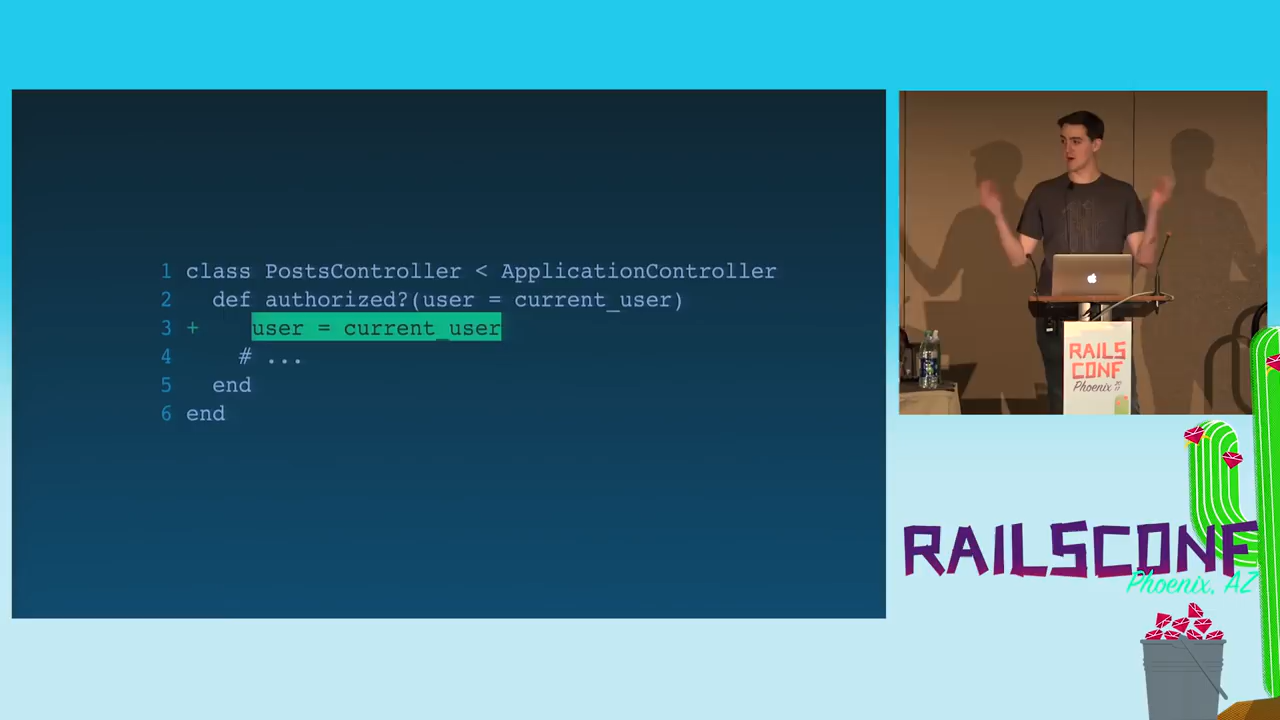 1 class PostsController < ApplicationController
2   def authorized?(user = current_user)
3 +    user = current_user
4     # ...
5   end
6 end
RAILS
CONF
Phoenix 2017
RAILSCONF
Phoenix, AZ